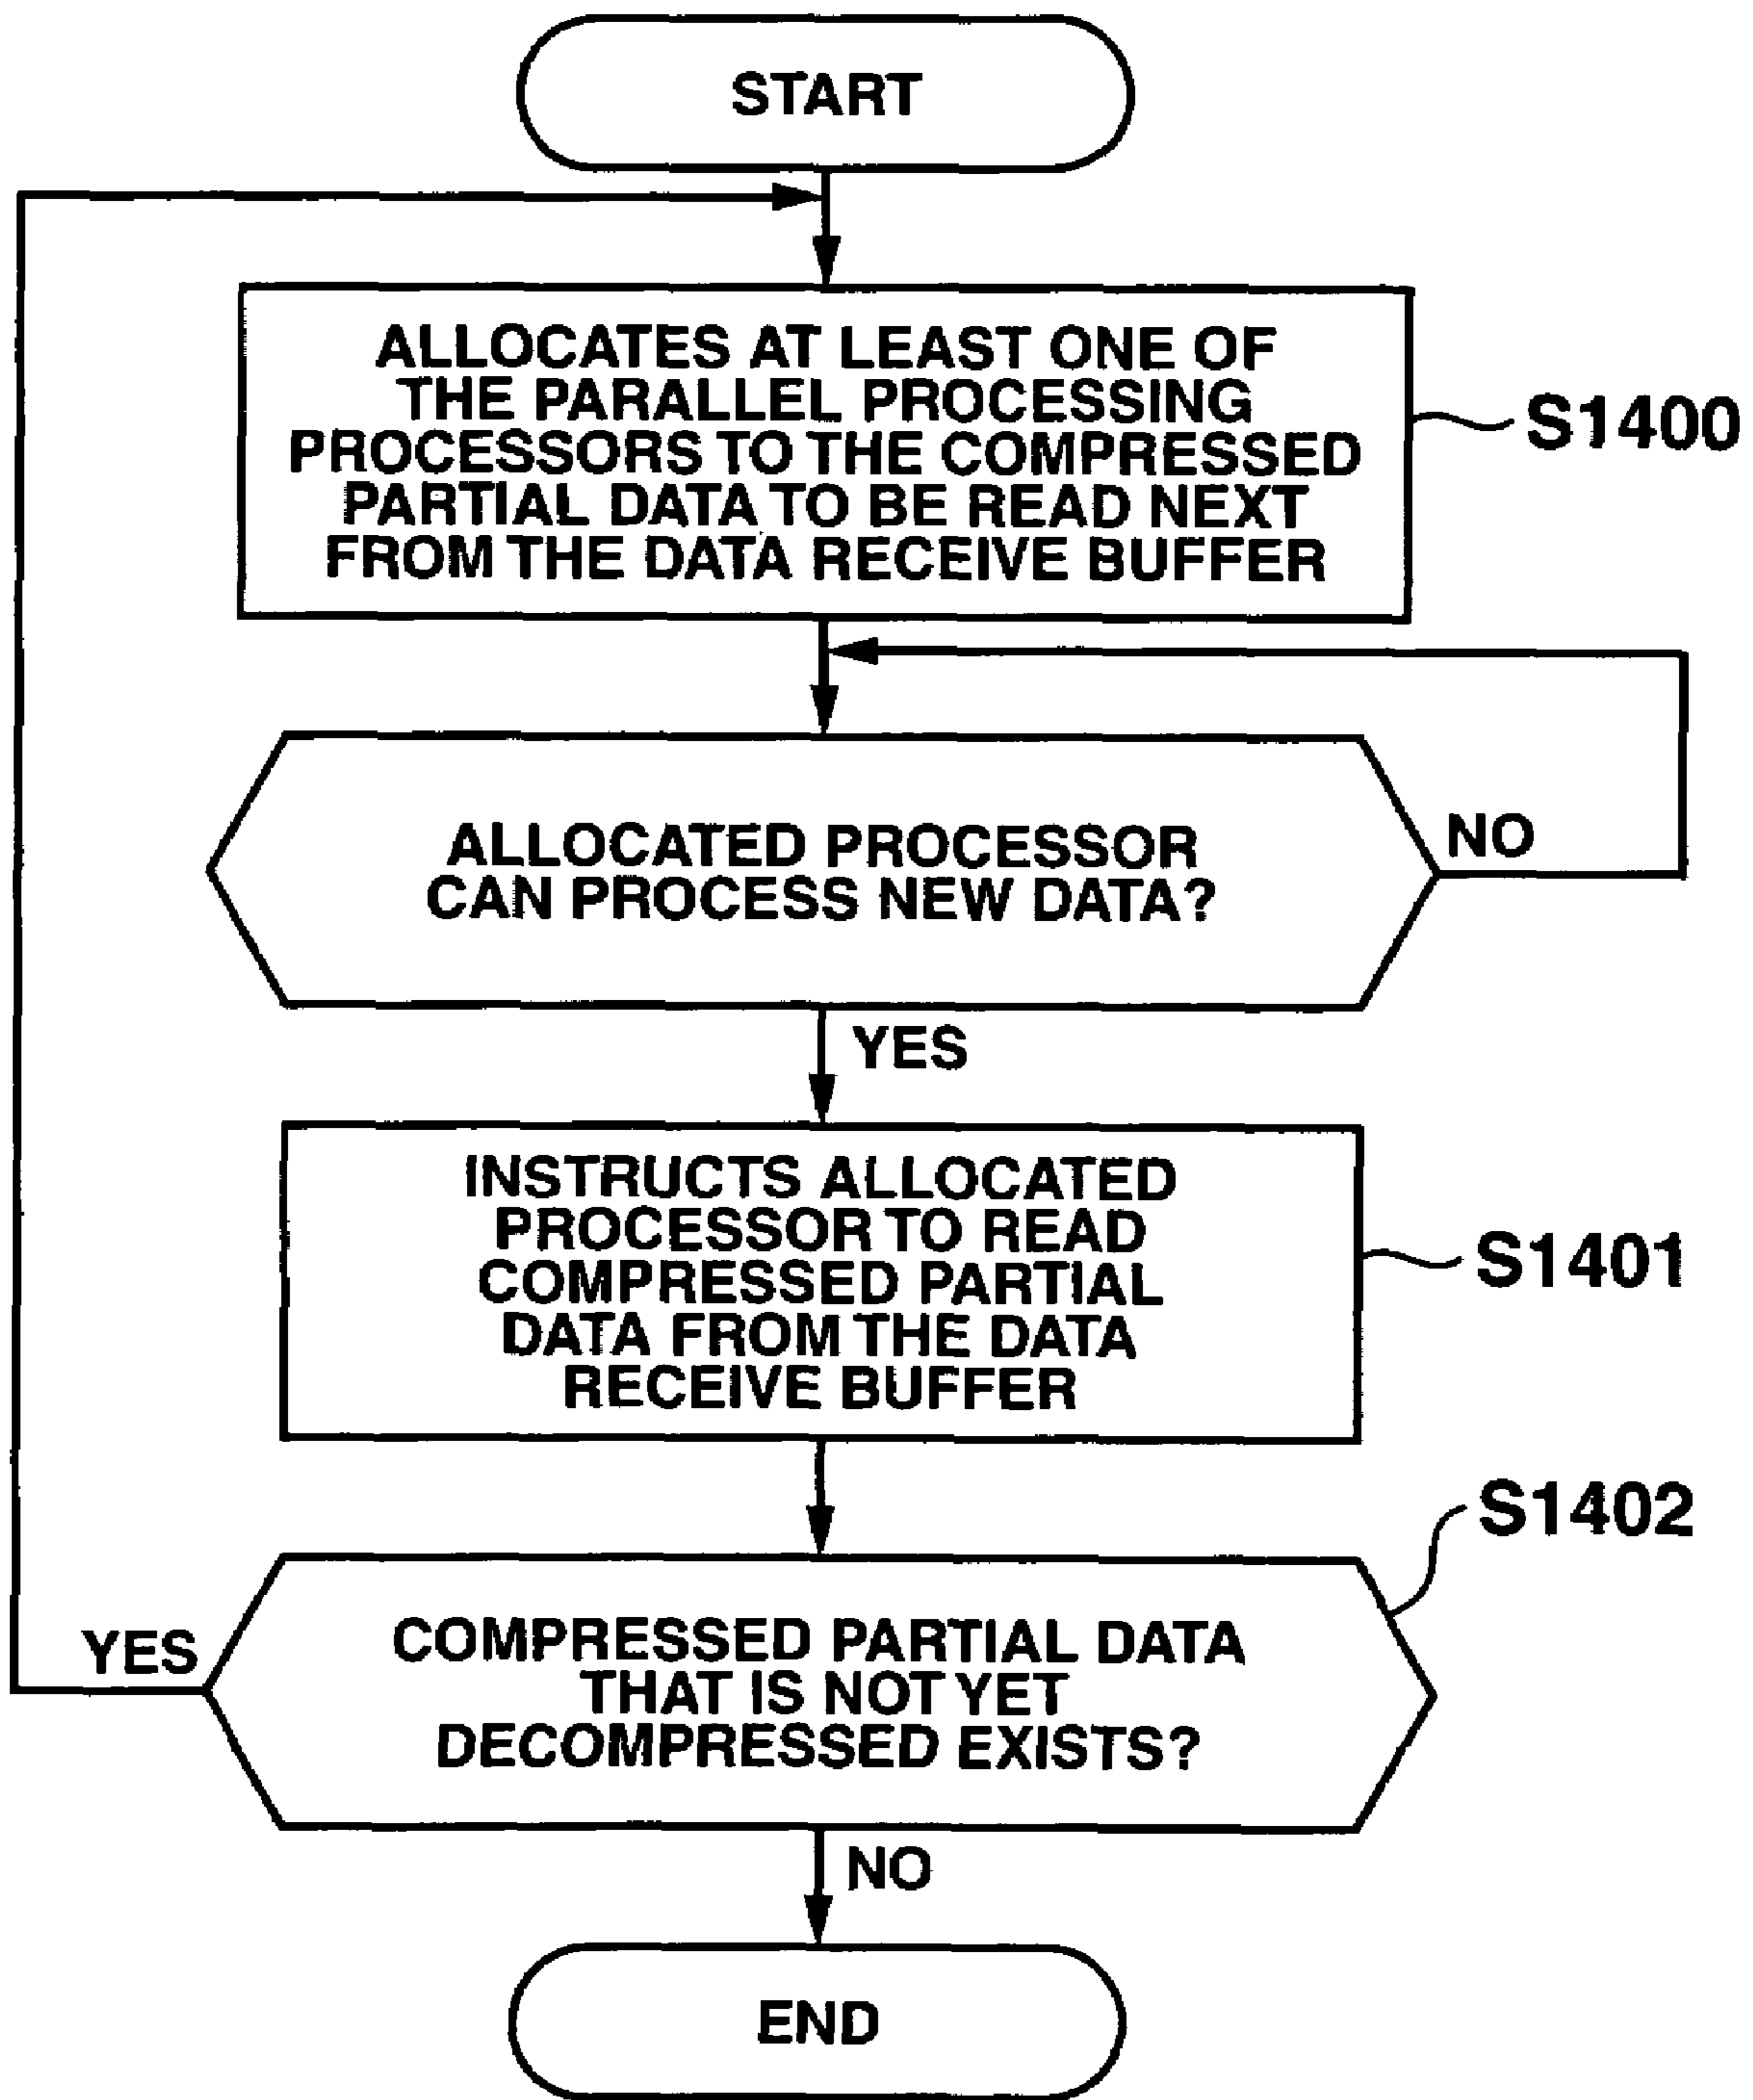 START
ALLOCATES AT LEAST ONE OF
THE PARALLEL PROCESSING
PROCESSORS TO THE COMPRESSED
PARTIAL DATA TO BE READ NEXT
FROM THE DATA RECEIVE BUFFER
S1400
ALLOCATED PROCESSOR
CAN PROCESS NEW DATA?
NO
YES
INSTRUCTS ALLOCATED
PROCESSOR TO READ
COMPRESSED PARTIAL
DATA FROM THE DATA
RECEIVE BUFFER
S1401
S1402
COMPRESSED PARTIAL DATA
THAT IS NOT YET
DECOMPRESSED EXISTS?
YES
NO
END